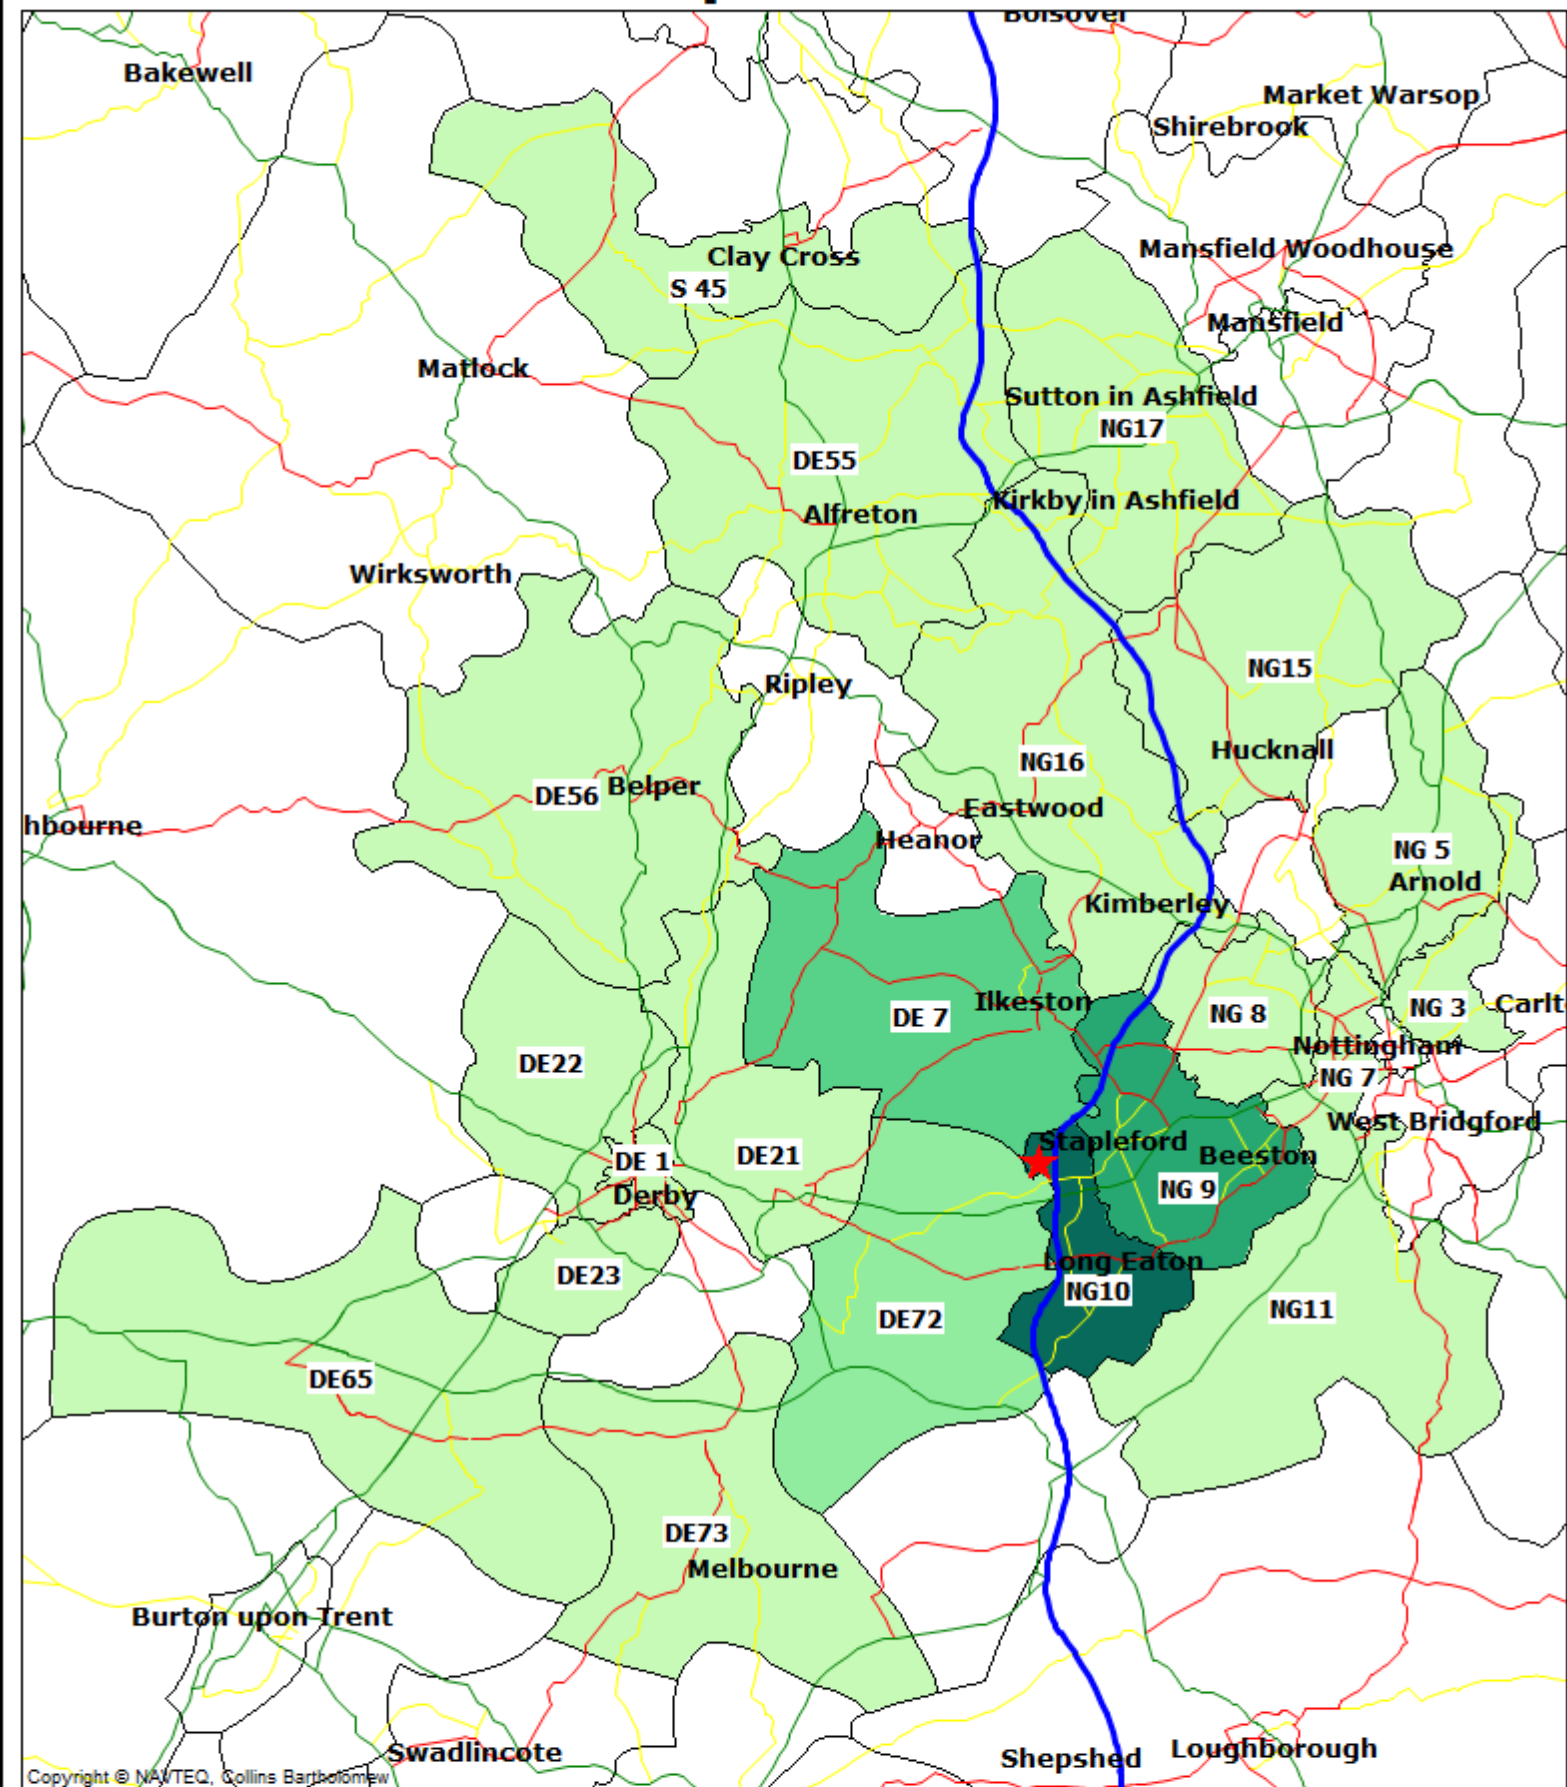 Bolsover
Bakewell
Market Warsop
Shirebrook
Mansfield Woodhouse
Clay Cross
S 45
Mansfield
Matlock
Sutton in Ashfield
NG17
DE55
Kirkby in Ashfield
Alfreton
Wirksworth
NG15
Ripley
Hucknall
NG16
Belper
DE56
Eastwood
hbourne
Heanor
NG 5
Arnold
Kimberley
Ilkeston
Carlt
NG 3
NG 8
DE 7
Nottingham
DE22
NG 7
West Bridgford
Stapleford
Beeston
DE21
DE 1
NG 9
Derby
Long Eaton
DE23
NG10
NG11
DE72
DE65
DE73
Melbourne
Burton upon Trent
Loughborough
Swadlincote
Shepshed
Copyright © NAVTEQ, Collins Bartholomew